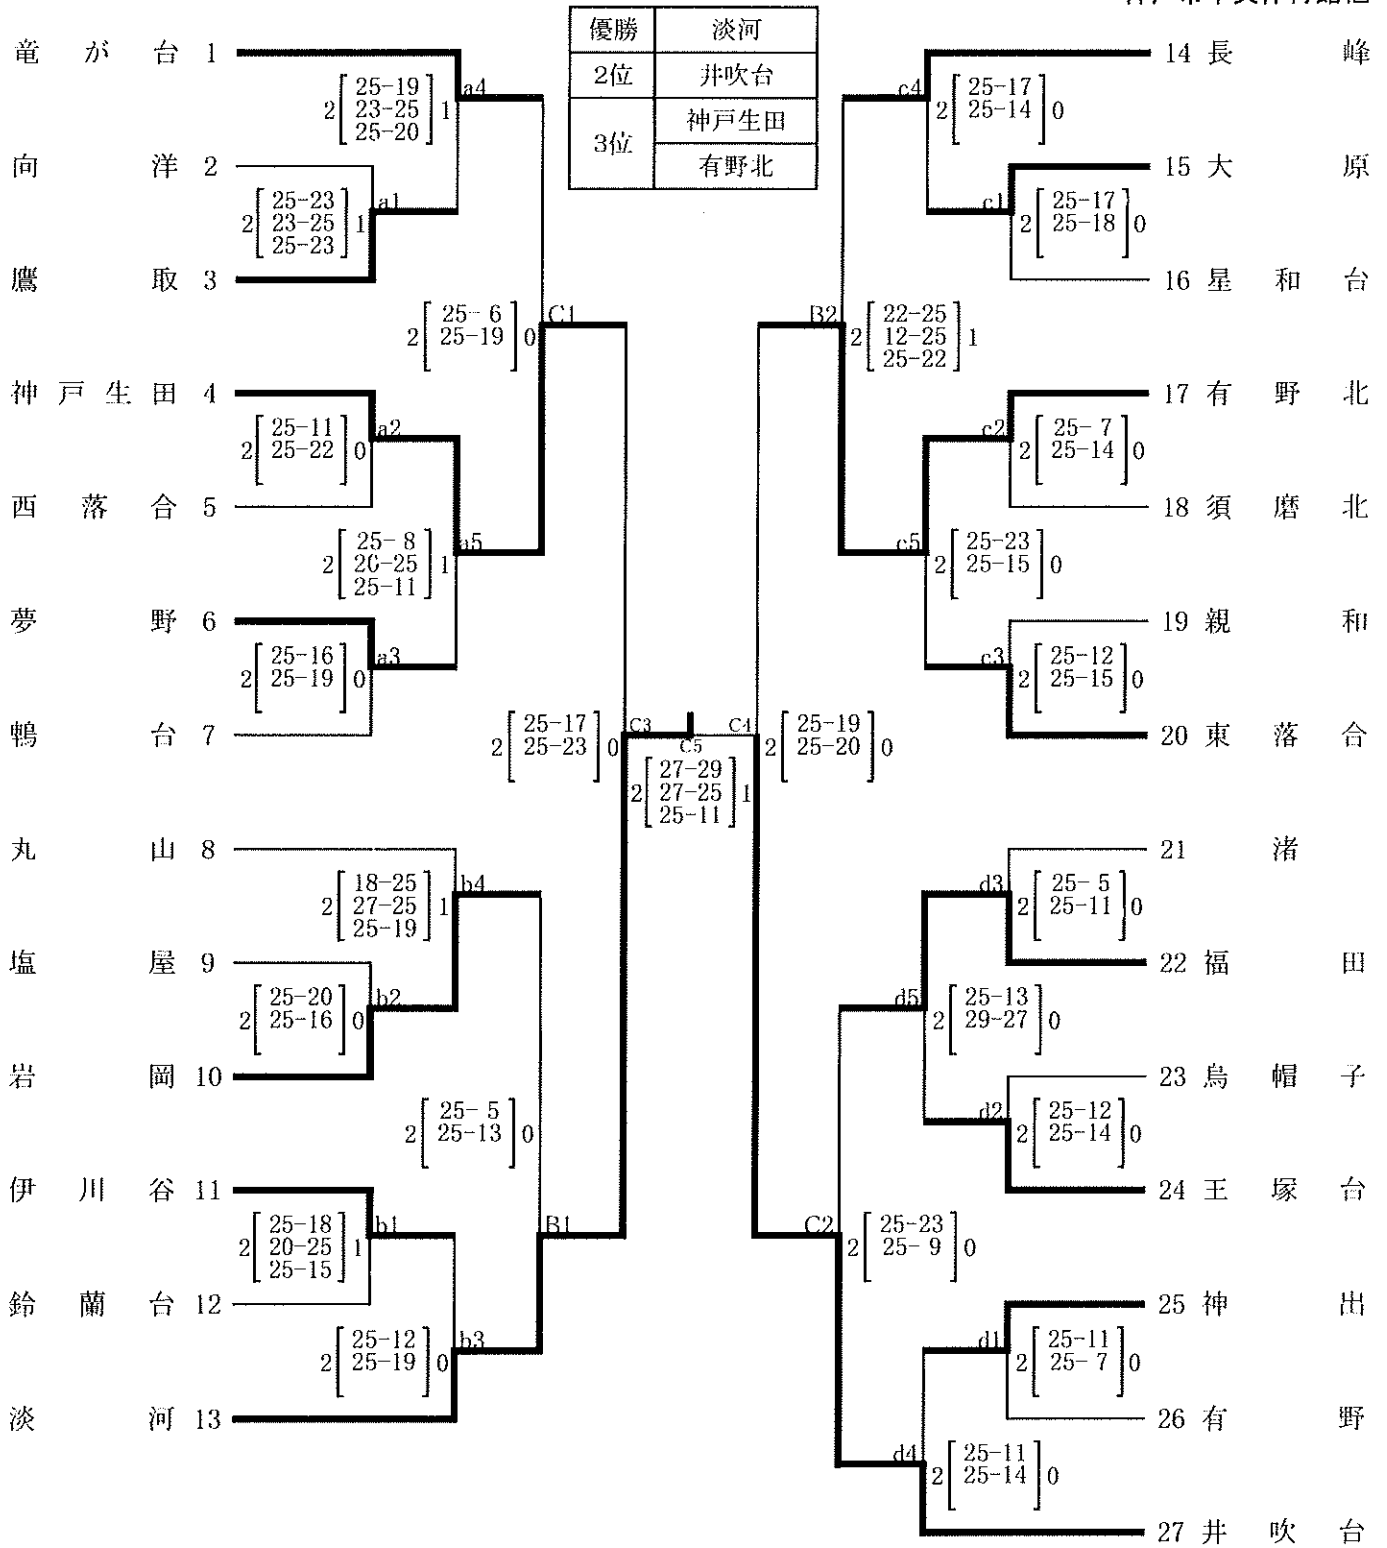 優勝 淡河
2位 井吹台
3位 神戸生田
有野北
竜が台 1
2 [25-19 23-25 25-20] 1 a4
向洋 2
2 [25-23 23-25 25-23] 1 a1
鷹取 3
2 [25-6 25-19] 0 C1
神戸生田 4
2 [25-11 25-22] 0 a2
西落合 5
2 [25-8 20-25 25-11] 1 a5
夢野 6
2 [25-16 25-19] 0 a3
鴨台 7
2 [25-17 25-23] 0 C3
C5
2 [27-29 27-25 25-11] 1
丸山 8
2 [18-25 27-25 25-19] 1 b4
塩屋 9
2 [25-20 25-16] 0 b2
岩岡 10
2 [25-5 25-13] 0 B1
伊川谷 11
2 [25-18 20-25 25-15] 1 b1
鈴蘭台 12
2 [25-12 25-19] 0 b3
淡河 13
14 長峰
c4 2 [25-17 25-14] 0
15 大原
c1 2 [25-17 25-18] 0
16 星和台
B2 2 [22-25 12-25 25-22] 1
17 有野北
c2 2 [25-7 25-14] 0
18 須磨北
c5 2 [25-23 25-15] 0
19 親和
c3 2 [25-12 25-15] 0
20 東落合
C4 2 [25-19 25-20] 0
21 渚
d3 2 [25-5 25-11] 0
22 福田
d5 2 [25-13 29-27] 0
23 烏帽子
d2 2 [25-12 25-14] 0
24 王塚台
C2 2 [25-23 25-9] 0
25 神出
d1 2 [25-11 25-7] 0
26 有野
d4 2 [25-11 25-14] 0
27 井吹台